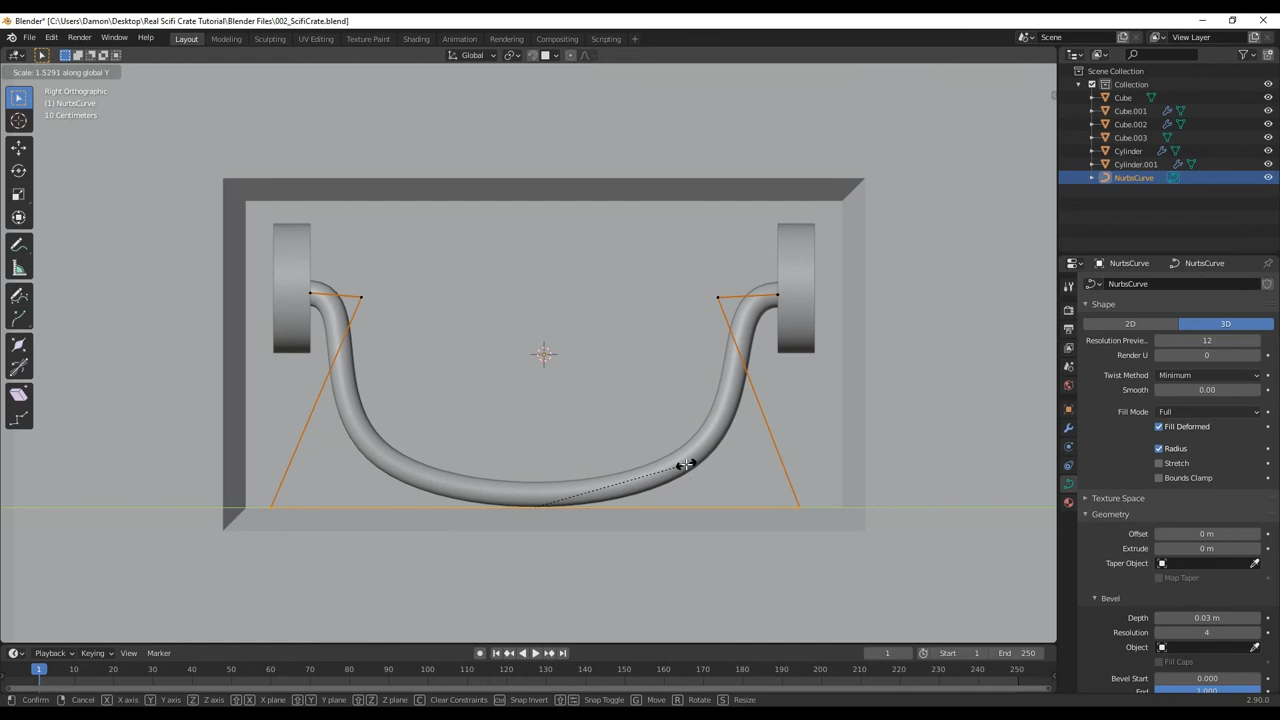 Blender* [C:\Users\Damon\Desktop\Real Scifi Crate Tutorial\Blender Files\002_ScifiCrate.blend]
File Edit Render Window Help Layout Modeling Sculpting UV Editing Texture Paint Shading Animation Rendering Compositing Scripting Scene View Layer
Global
Scale: 1.5291 along global Y
Right Orthographic
(1) NurbsCurve
10 Centimeters
Scene Collection
Collection
Cube
Cube.001
Cube.002
Cube.003
Cylinder
Cylinder.001
NurbsCurve
NurbsCurve NurbsCurve
NurbsCurve
Shape
2D 3D
Resolution Previe... 12
Render U 0
Twist Method Minimum
Smooth 0.00
Fill Mode Full
Fill Deformed
Radius
Stretch
Bounds Clamp
Texture Space
Geometry
Offset 0 m
Extrude 0 m
Taper Object
Map Taper
Bevel
Depth 0.03 m
Resolution 4
Object
Fill Caps
Bevel Start 0.000
End 1.000
Playback Keying View Marker 1 Start 1 End 250
1 10 20 30 40 50 60 70 80 90 100 110 120 130 140 150 160 170 180 190 200 210 220 230 240 250
Confirm Cancel X X axis Y Y axis Z Z axis X X plane Y Y plane Z Z plane C Clear Constraints Ctrl Snap Invert Snap Toggle G Move R Rotate S Resize 2.90.0